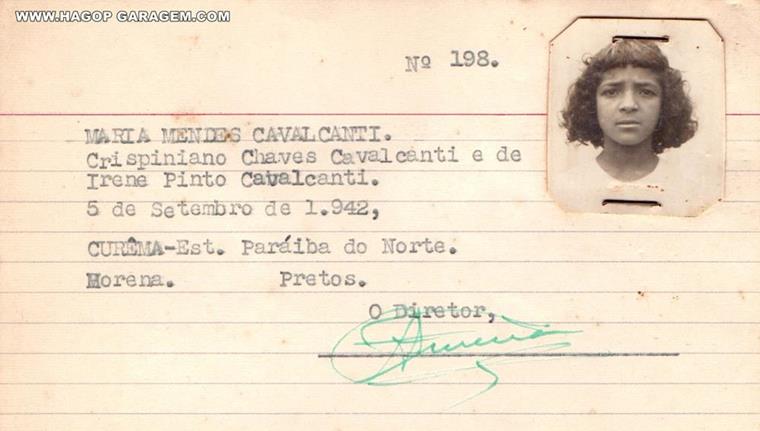 WWW.HAGOP GARAGEM.COM
Nº 198.
MARIA MENDES CAVALCANTI.
Crispiniano Chaves Cavalcanti e de
Irene Pinto Cavalcanti.
5 de Setembro de 1.942,
CURÊMA-Est. Paráiba do Norte.
Morena. Pretos.
O Diretor,